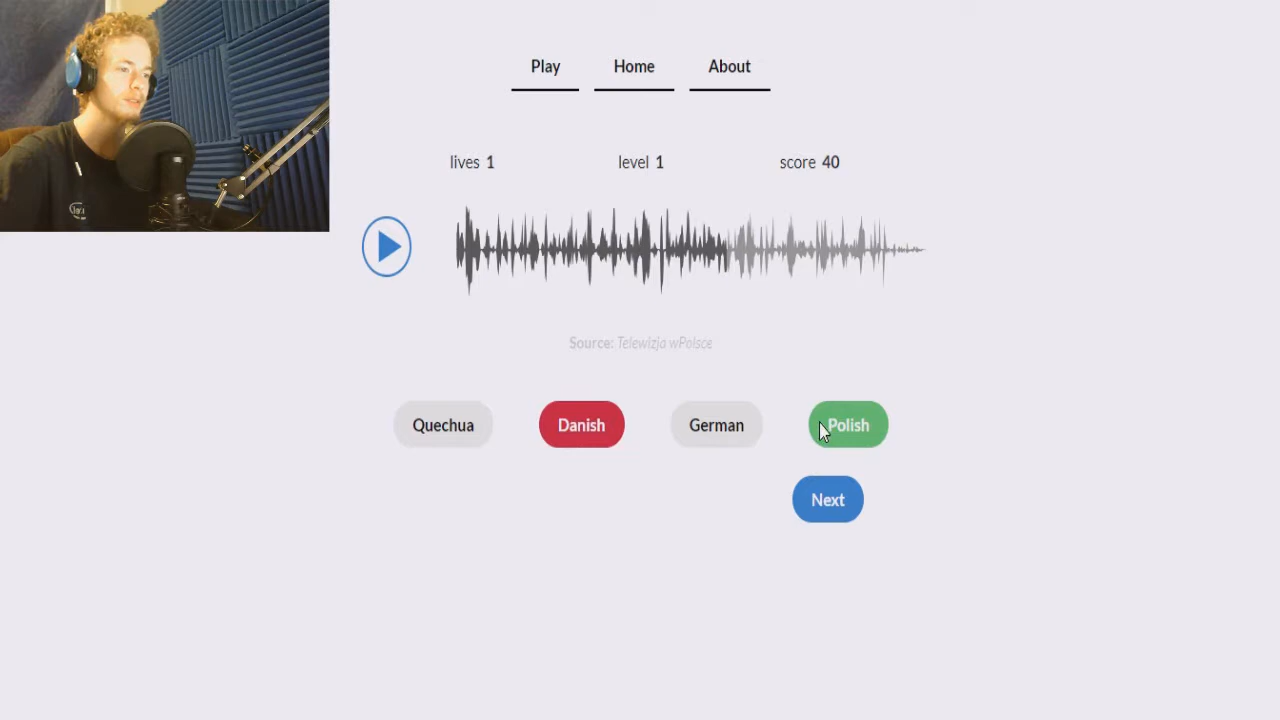 Play Home About
lives 1 level 1 score 40
Source: Telewizja wPolsce
Quechua Danish German Polish
Next